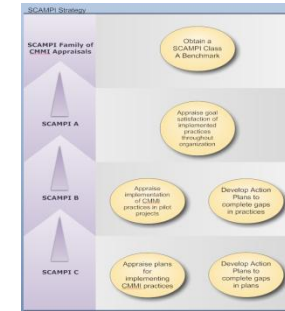 SCAMPI Strategy
SCAMPI Family of
CMMI Appraisals
Obtain a
SCAMPI Class
A Benchmark
SCAMPI A
Appraise goal
satisfaction of
implemented
practices
throughout
organization
SCAMPI B
Appraise
implementation
of CMMI
practices in pilot
projects
Develop Action
Plans to
complete gaps
in practices
SCAMPI C
Appraise plans
for
implementing
CMMI practices
Develop Action
Plans to
complete gaps
in plans